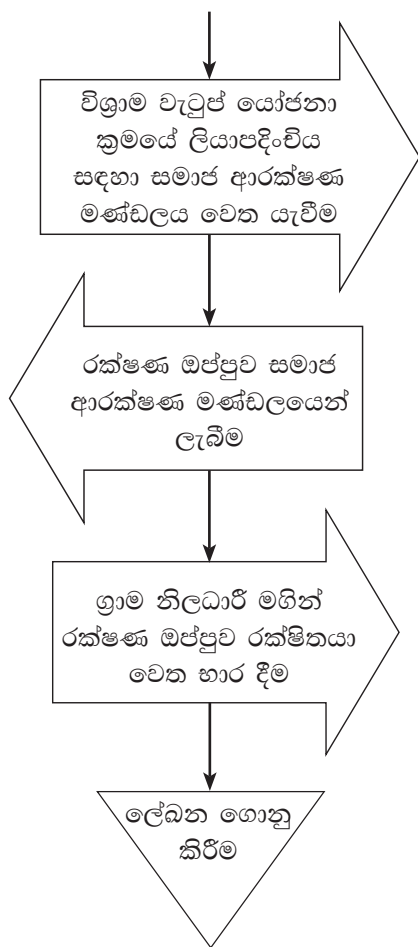 විශ්‍රාම වැටුප් යෝජනා
ක්‍රමයේ ලියාපදිංචිය
සඳහා සමාජ ආරක්ෂණ
මණ්ඩලය වෙත යැවීම
රක්ෂණ ඔප්පුව සමාජ
ආරක්ෂණ මණ්ඩලයෙන්
ලැබීම
ග්‍රාම නිලධාරී මගින්
රක්ෂණ ඔප්පුව රක්ෂිතයා
වෙත භාර දීම
ලේඛන ගොනු
කිරීම